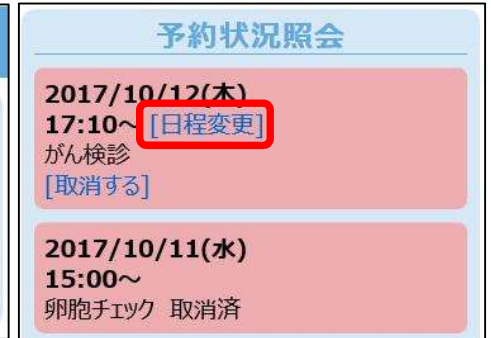 予約状況照会
2017/10/12(木)
17:10～ [日程変更]
がん検診
[取消する]
2017/10/11(水)
15:00～
卵胞チェック 取消済